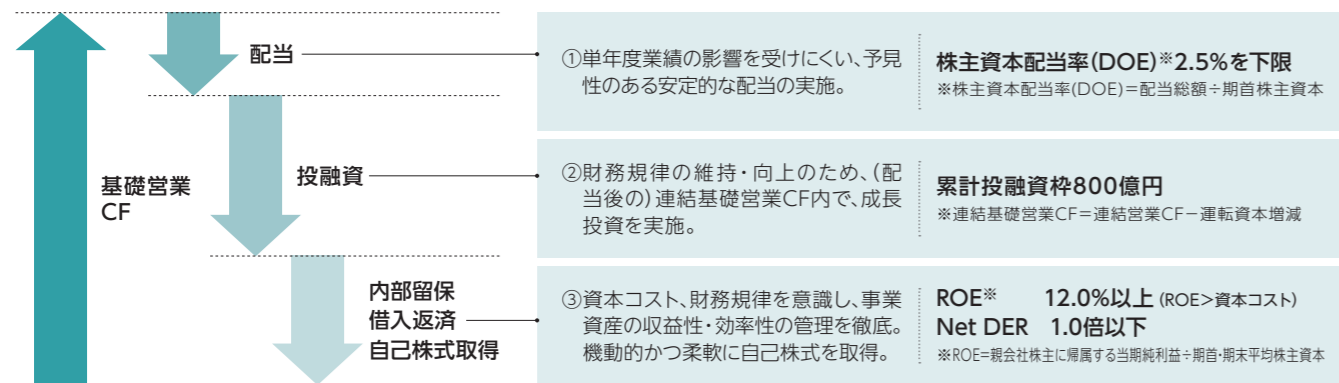 基礎営業
CF
配当
①単年度業績の影響を受けにくい、予見
性のある安定的な配当の実施。
株主資本配当率(DOE)※2.5%を下限
※株主資本配当率(DOE)＝配当総額÷期首株主資本
投融資
②財務規律の維持・向上のため、(配
当後の)連結基礎営業CF内で、成長
投資を実施。
累計投融資枠800億円
※連結基礎営業CF＝連結営業CF－運転資本増減
内部留保
借入返済
自己株式取得
③資本コスト、財務規律を意識し、事業
資産の収益性・効率性の管理を徹底。
機動的かつ柔軟に自己株式を取得。
ROE※ 12.0%以上 (ROE＞資本コスト)
Net DER 1.0倍以下
※ROE=親会社株主に帰属する当期純利益÷期首・期末平均株主資本